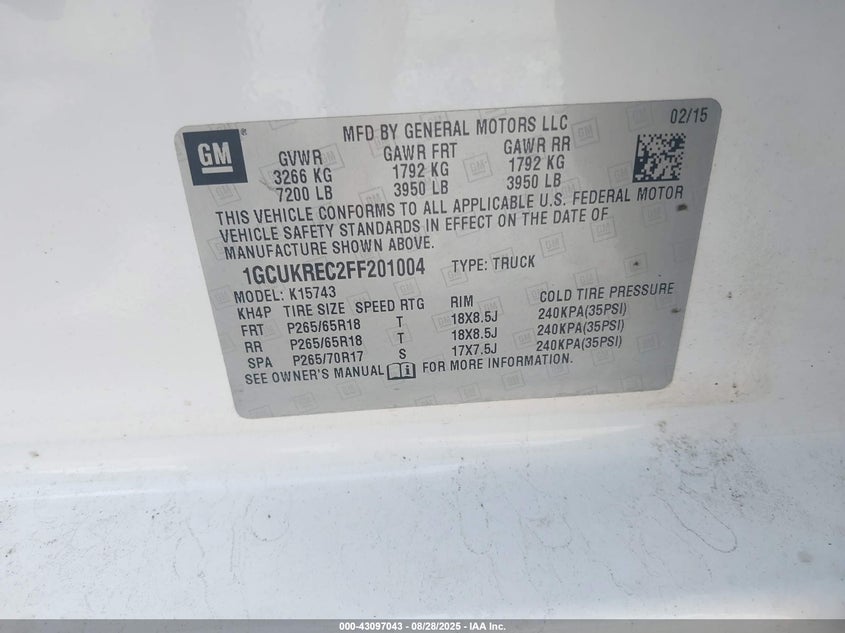 GM
MFD BY GENERAL MOTORS LLC 02/15
GVWR GAWR FRT GAWR RR
3266 KG 1792 KG 1792 KG
7200 LB 3950 LB 3950 LB
THIS VEHICLE CONFORMS TO ALL APPLICABLE U.S. FEDERAL MOTOR
VEHICLE SAFETY STANDARDS IN EFFECT ON THE DATE OF
MANUFACTURE SHOWN ABOVE.
1GCUKREC2FF201004 TYPE: TRUCK
MODEL: K15743
KH4P TIRE SIZE SPEED RTG RIM COLD TIRE PRESSURE
FRT P265/65R18 T 18X8.5J 240KPA(35PSI)
RR P265/65R18 T 18X8.5J 240KPA(35PSI)
SPA P265/70R17 S 17X7.5J 240KPA(35PSI)
SEE OWNER'S MANUAL FOR MORE INFORMATION.
000-43097043 / 08/28/2025 - IAA Inc.